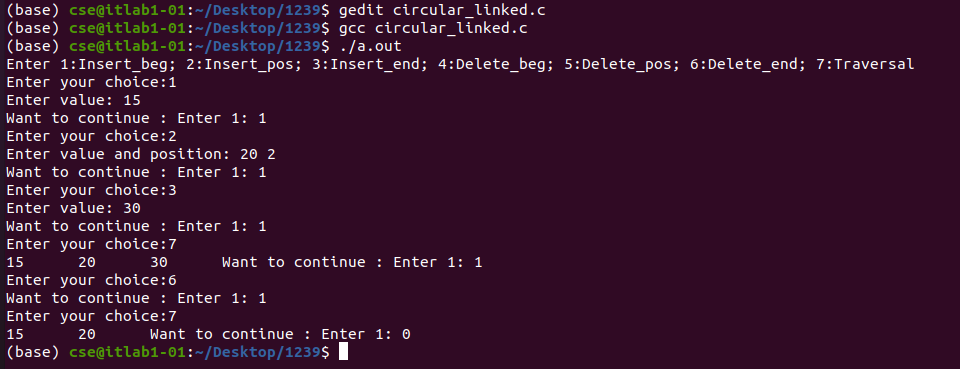 (base) cse@itlab1-01:~/Desktop/1239$ gedit circular_linked.c
(base) cse@itlab1-01:~/Desktop/1239$ gcc circular_linked.c
(base) cse@itlab1-01:~/Desktop/1239$ ./a.out
Enter 1:Insert_beg; 2:Insert_pos; 3:Insert_end; 4:Delete_beg; 5:Delete_pos; 6:Delete_end; 7:Traversal
Enter your choice:1
Enter value: 15
Want to continue : Enter 1: 1
Enter your choice:2
Enter value and position: 20 2
Want to continue : Enter 1: 1
Enter your choice:3
Enter value: 30
Want to continue : Enter 1: 1
Enter your choice:7
15      20      30      Want to continue : Enter 1: 1
Enter your choice:6
Want to continue : Enter 1: 1
Enter your choice:7
15      20      Want to continue : Enter 1: 0
(base) cse@itlab1-01:~/Desktop/1239$